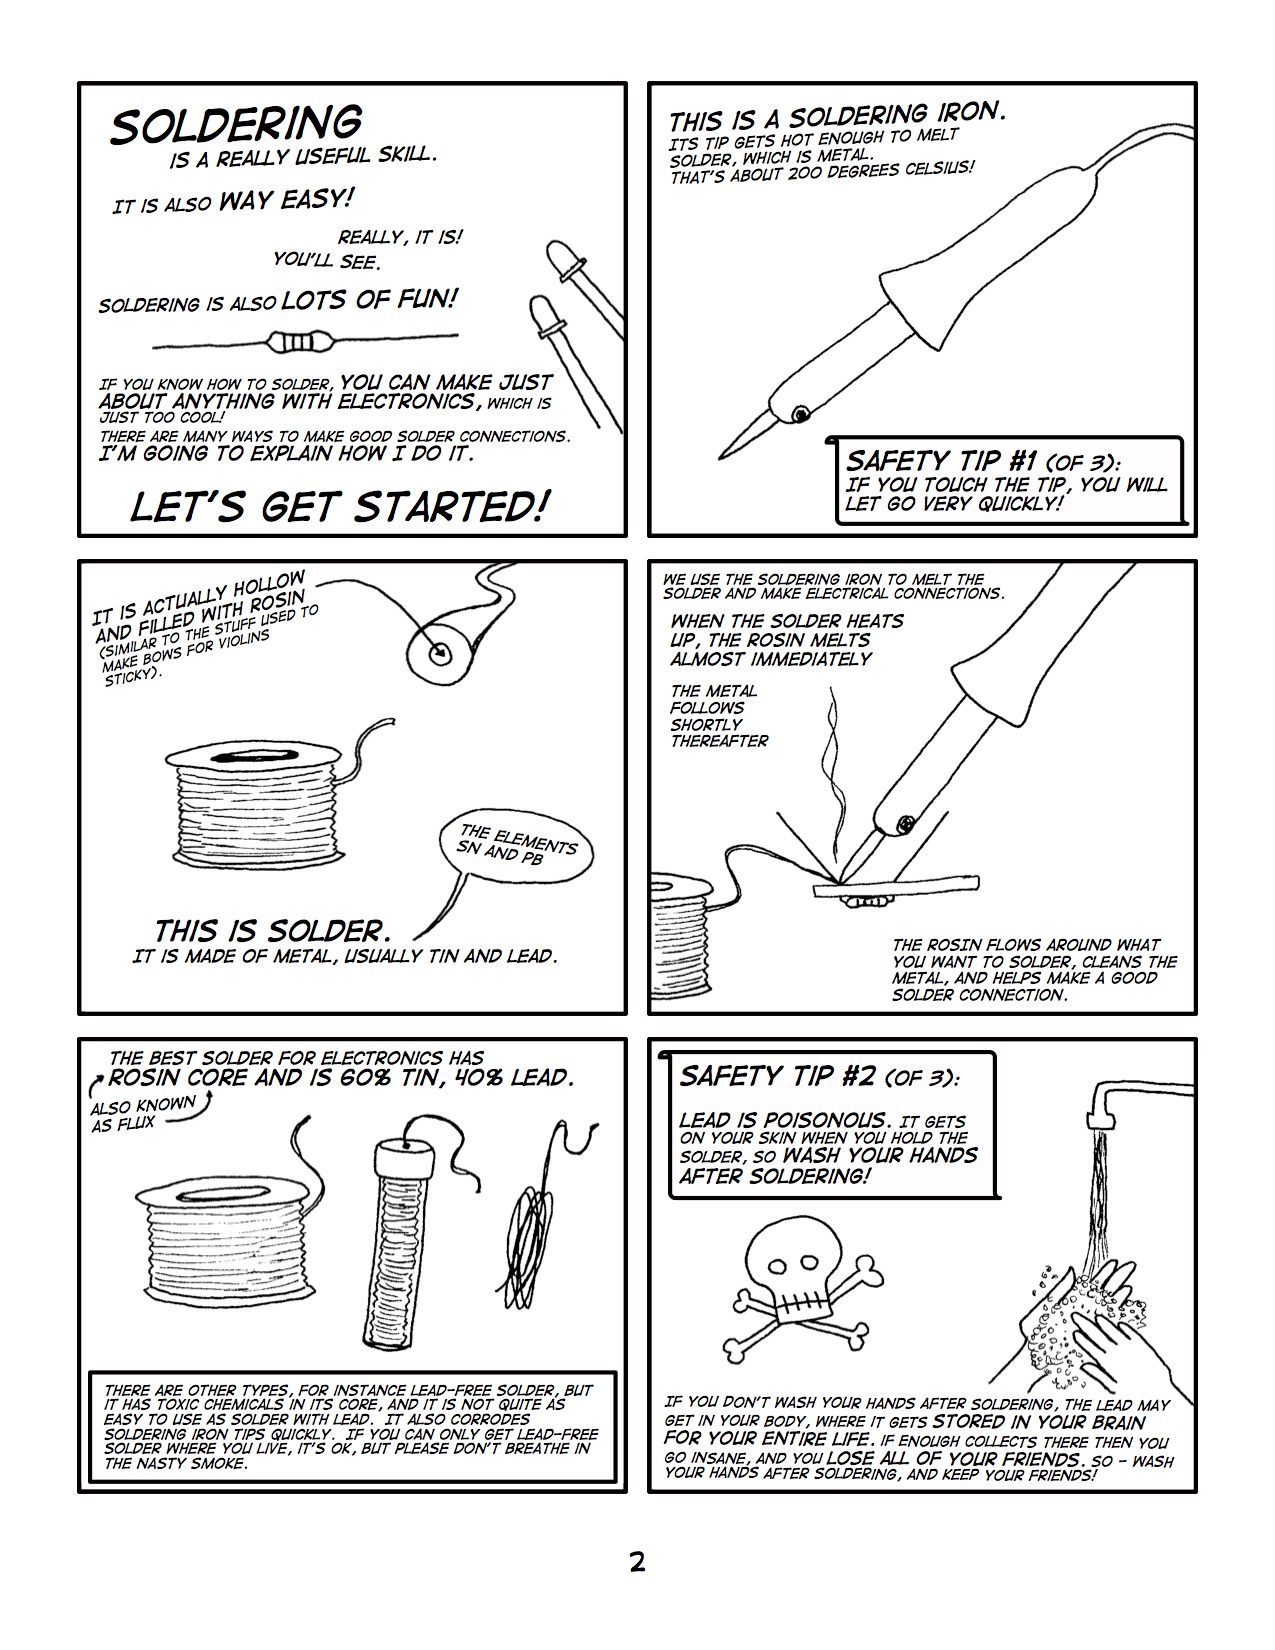 SOLDERING
IS A REALLY USEFUL SKILL.
IT IS ALSO WAY EASY!
REALLY, IT IS!
YOU'LL SEE.
SOLDERING IS ALSO LOTS OF FUN!
IF YOU KNOW HOW TO SOLDER, YOU CAN MAKE JUST
ABOUT ANYTHING WITH ELECTRONICS, WHICH IS
JUST TOO COOL!
THERE ARE MANY WAYS TO MAKE GOOD SOLDER CONNECTIONS.
I'M GOING TO EXPLAIN HOW I DO IT.
LET'S GET STARTED!
THIS IS A SOLDERING IRON.
ITS TIP GETS HOT ENOUGH TO MELT
SOLDER, WHICH IS METAL.
THAT'S ABOUT 200 DEGREES CELSIUS!
SAFETY TIP #1 (OF 3):
IF YOU TOUCH THE TIP, YOU WILL
LET GO VERY QUICKLY!
IT IS ACTUALLY HOLLOW
AND FILLED WITH ROSIN
(SIMILAR TO THE STUFF USED TO
MAKE BOWS FOR VIOLINS
STICKY).
THE ELEMENTS
SN AND PB
THIS IS SOLDER.
IT IS MADE OF METAL, USUALLY TIN AND LEAD.
WE USE THE SOLDERING IRON TO MELT THE
SOLDER AND MAKE ELECTRICAL CONNECTIONS.
WHEN THE SOLDER HEATS
UP, THE ROSIN MELTS
ALMOST IMMEDIATELY
THE METAL
FOLLOWS
SHORTLY
THEREAFTER
THE ROSIN FLOWS AROUND WHAT
YOU WANT TO SOLDER, CLEANS THE
METAL, AND HELPS MAKE A GOOD
SOLDER CONNECTION.
THE BEST SOLDER FOR ELECTRONICS HAS
ROSIN CORE AND IS 60% TIN, 40% LEAD.
ALSO KNOWN
AS FLUX
THERE ARE OTHER TYPES, FOR INSTANCE LEAD-FREE SOLDER, BUT
IT HAS TOXIC CHEMICALS IN ITS CORE, AND IT IS NOT QUITE AS
EASY TO USE AS SOLDER WITH LEAD. IT ALSO CORRODES
SOLDERING IRON TIPS QUICKLY. IF YOU CAN ONLY GET LEAD-FREE
SOLDER WHERE YOU LIVE, IT'S OK, BUT PLEASE DON'T BREATHE IN
THE NASTY SMOKE.
SAFETY TIP #2 (OF 3):
LEAD IS POISONOUS. IT GETS
ON YOUR SKIN WHEN YOU HOLD THE
SOLDER, SO WASH YOUR HANDS
AFTER SOLDERING!
IF YOU DON'T WASH YOUR HANDS AFTER SOLDERING, THE LEAD MAY
GET IN YOUR BODY, WHERE IT GETS STORED IN YOUR BRAIN
FOR YOUR ENTIRE LIFE. IF ENOUGH COLLECTS THERE THEN YOU
GO INSANE, AND YOU LOSE ALL OF YOUR FRIENDS. SO - WASH
YOUR HANDS AFTER SOLDERING, AND KEEP YOUR FRIENDS!
2